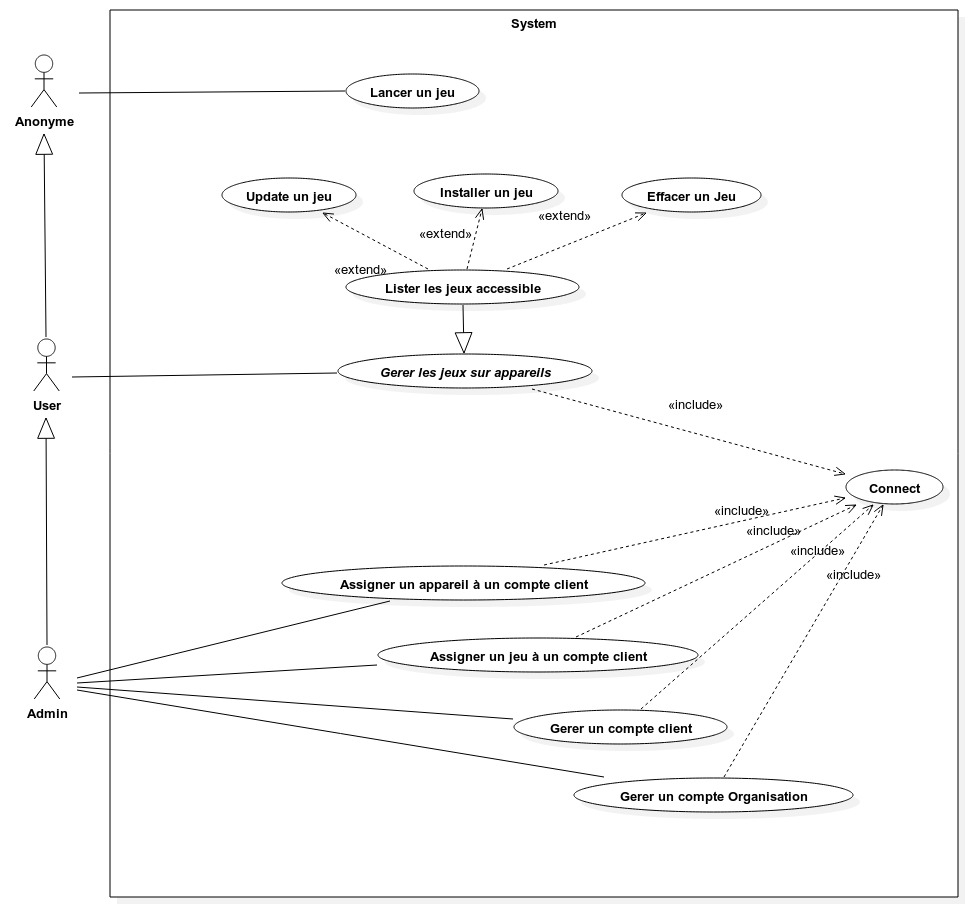 System
Lancer un jeu
Anonyme
Update un jeu
Installer un jeu
Effacer un Jeu
«extend»
«extend»
«extend»
Lister les jeux accessible
Gerer les jeux sur appareils
User
«include»
Connect
«include»
«include»
«include»
«include»
Assigner un appareil à un compte client
Assigner un jeu à un compte client
Admin
Gerer un compte client
Gerer un compte Organisation